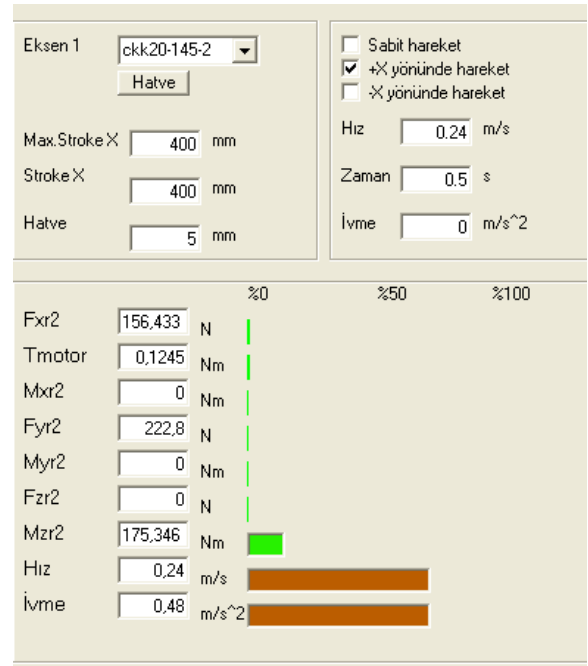 Eksen 1 ckk20-145-2
Hatve
Max.Stroke X 400 mm
Stroke X 400 mm
Hatve 5 mm
Sabit hareket
+X yönünde hareket
-X yönünde hareket
Hız 0.24 m/s
Zaman 0.5 s
İvme 0 m/s^2
%0 %50 %100
Fxr2 156,433 N
Tmotor 0,1245 Nm
Mxr2 0 Nm
Fyr2 222,8 N
Myr2 0 Nm
Fzr2 0 N
Mzr2 175,346 Nm
Hız 0,24 m/s
İvme 0,48 m/s^2